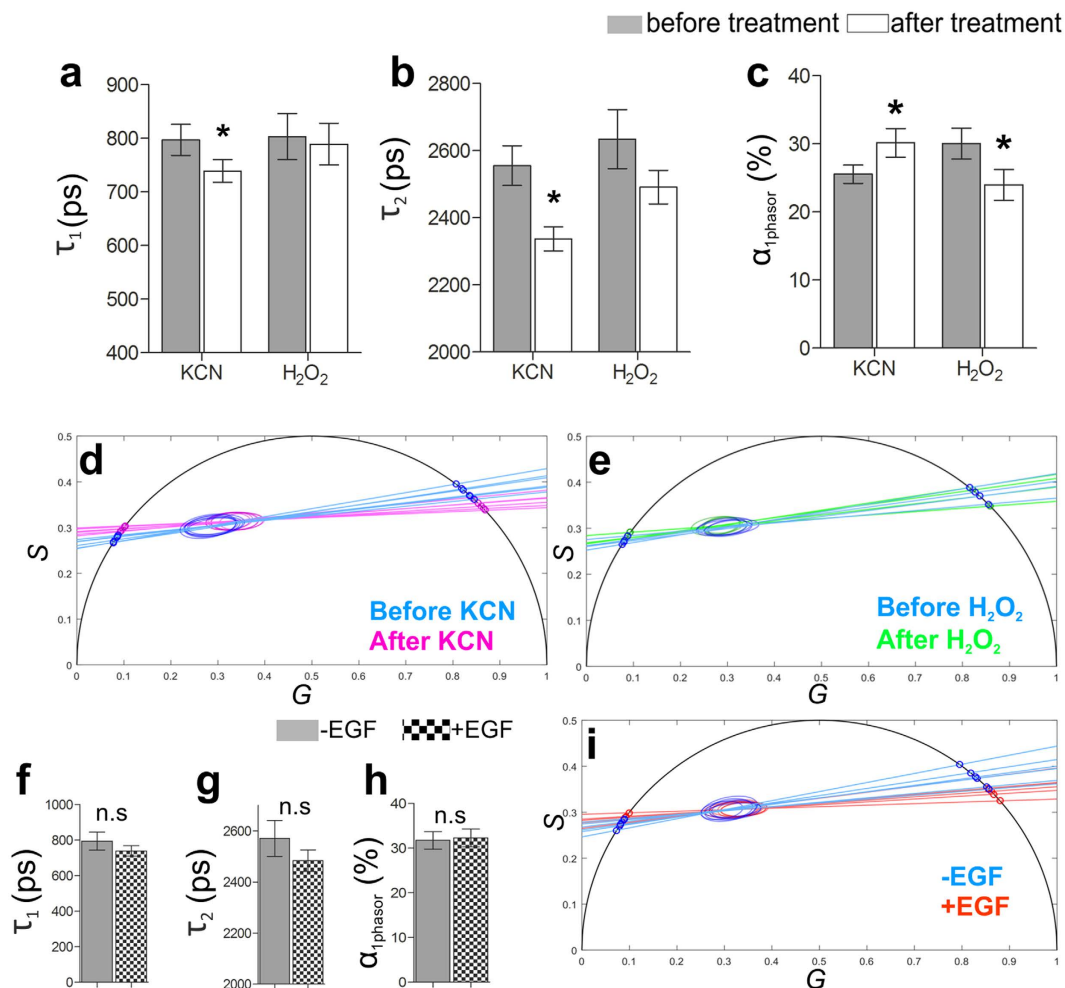 before treatment after treatment
a b c
900
800
700
600
500
400
τ1 (ps)
KCN H2O2
2800
2600
2400
2200
2000
τ2 (ps)
KCN H2O2
40
30
20
10
0
α1phasor (%)
KCN H2O2
* * * *
d
0.5
0.4
0.3
0.2
0.1
0
S
0 0.1 0.2 0.3 0.4 0.5 0.6 0.7 0.8 0.9 1
G
Before KCN
After KCN
e
0.5
0.4
0.3
0.2
0.1
0
S
0 0.1 0.2 0.3 0.4 0.5 0.6 0.7 0.8 0.9 1
G
Before H2O2
After H2O2
-EGF +EGF
f
n.s
1000
800
600
400
200
0
τ1 (ps)
g
n.s
2600
2400
2200
2000
τ2 (ps)
h
n.s
40
30
20
10
0
α1phasor (%)
i
0.5
0.4
0.3
0.2
0.1
0
S
0 0.1 0.2 0.3 0.4 0.5 0.6 0.7 0.8 0.9 1
G
-EGF
+EGF